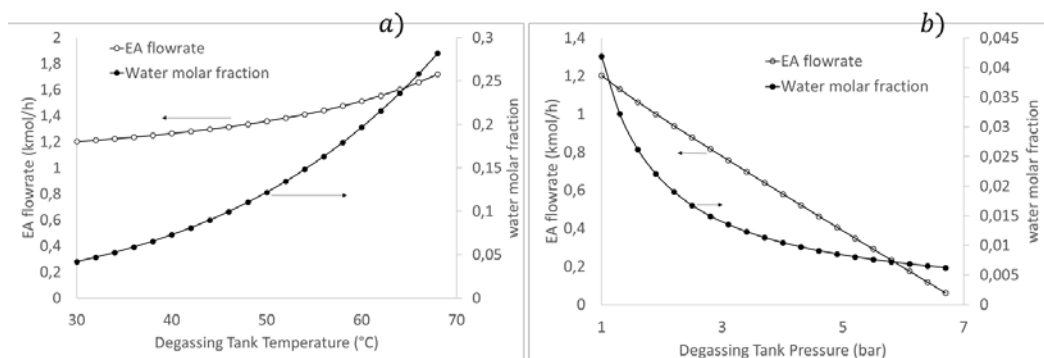 a)
EA flowrate
Water molar fraction
EA flowrate (kmol/h)
2
1,8
1,6
1,4
1,2
1
0,8
0,6
0,4
0,2
0
0,3
0,25
0,2
0,15
0,1
0,05
0
water molar fraction
30 40 50 60 70
Degassing Tank Temperature (°C)
b)
EA flowrate
Water molar fraction
EA flowrate (kmol/h)
1,4
1,2
1
0,8
0,6
0,4
0,2
0
0,045
0,04
0,035
0,03
0,025
0,02
0,015
0,01
0,005
0
water molar fraction
1 3 5 7
Degassing Tank Pressure (bar)